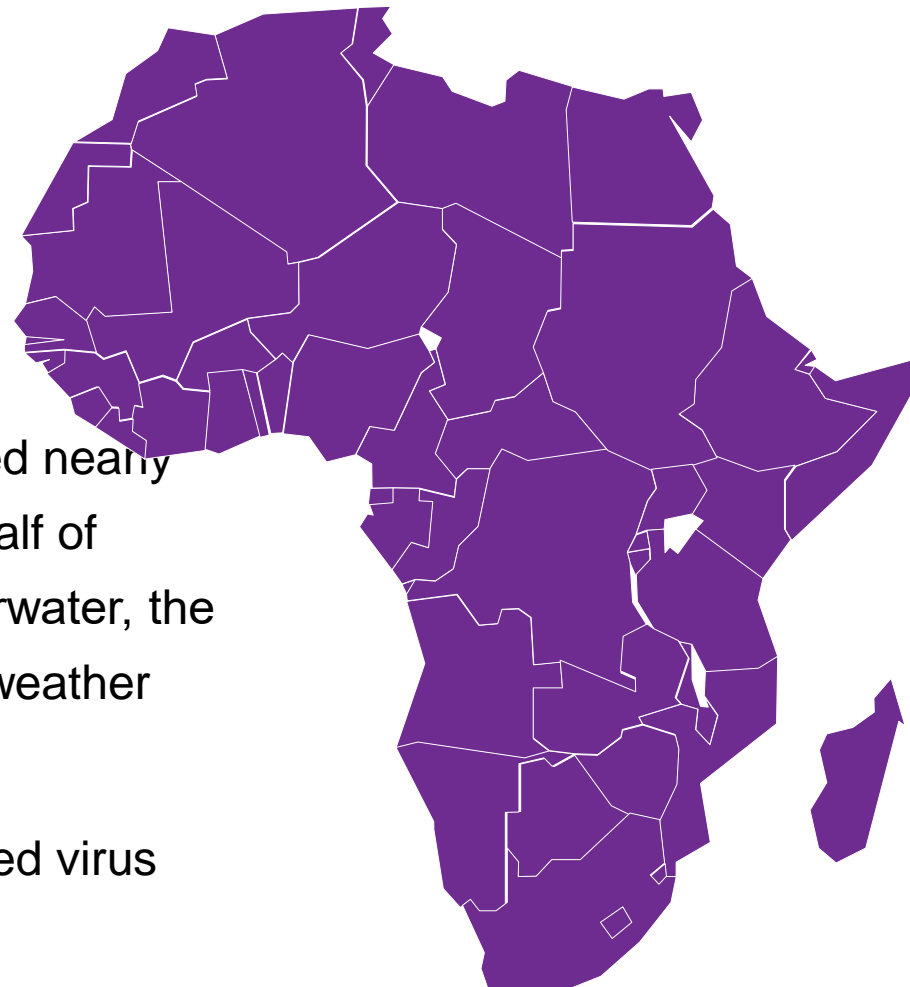 ed nearly
alf of
rwater, the
weather
ed virus